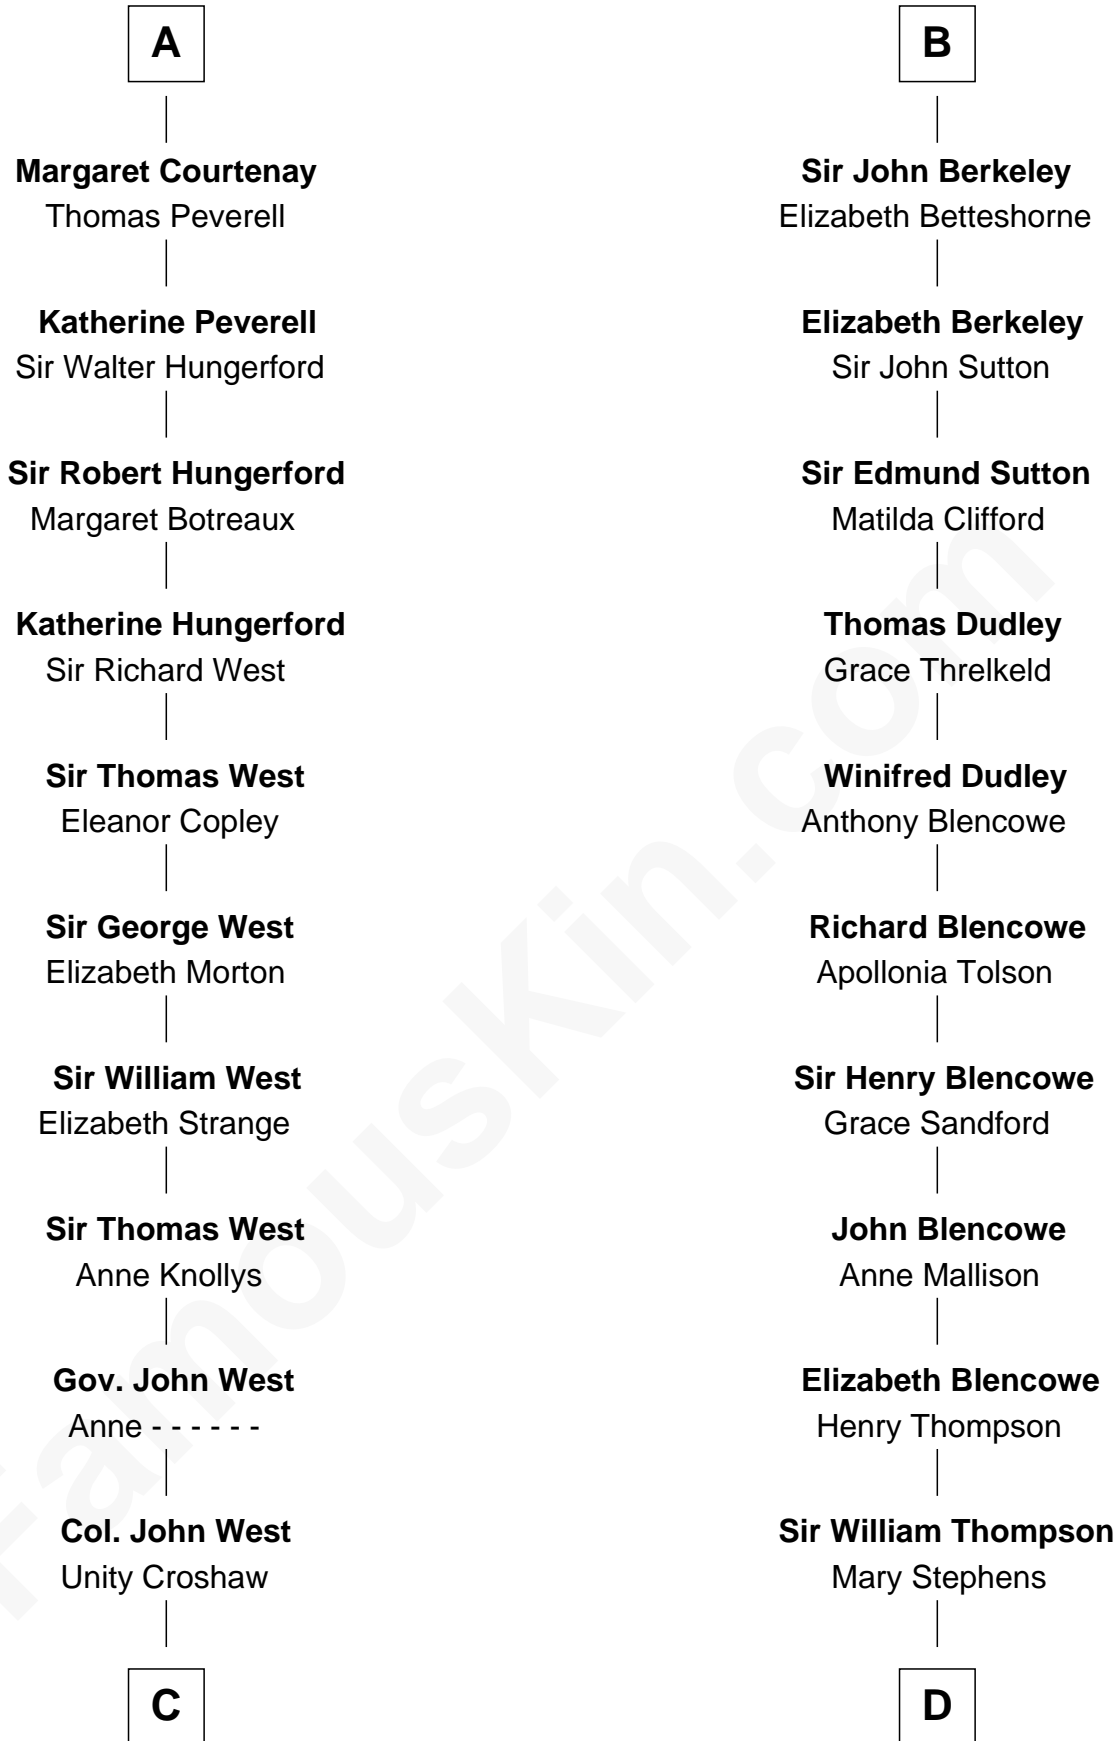 A
Margaret Courtenay
Thomas Peverell
Katherine Peverell
Sir Walter Hungerford
Sir Robert Hungerford
Margaret Botreaux
Katherine Hungerford
Sir Richard West
Sir Thomas West
Eleanor Copley
Sir George West
Elizabeth Morton
Sir William West
Elizabeth Strange
Sir Thomas West
Anne Knollys
Gov. John West
Anne - - - - - -
Col. John West
Unity Croshaw
C
B
Sir John Berkeley
Elizabeth Betteshorne
Elizabeth Berkeley
Sir John Sutton
Sir Edmund Sutton
Matilda Clifford
Thomas Dudley
Grace Threlkeld
Winifred Dudley
Anthony Blencowe
Richard Blencowe
Apollonia Tolson
Sir Henry Blencowe
Grace Sandford
John Blencowe
Anne Mallison
Elizabeth Blencowe
Henry Thompson
Sir William Thompson
Mary Stephens
D
FamousKin.com